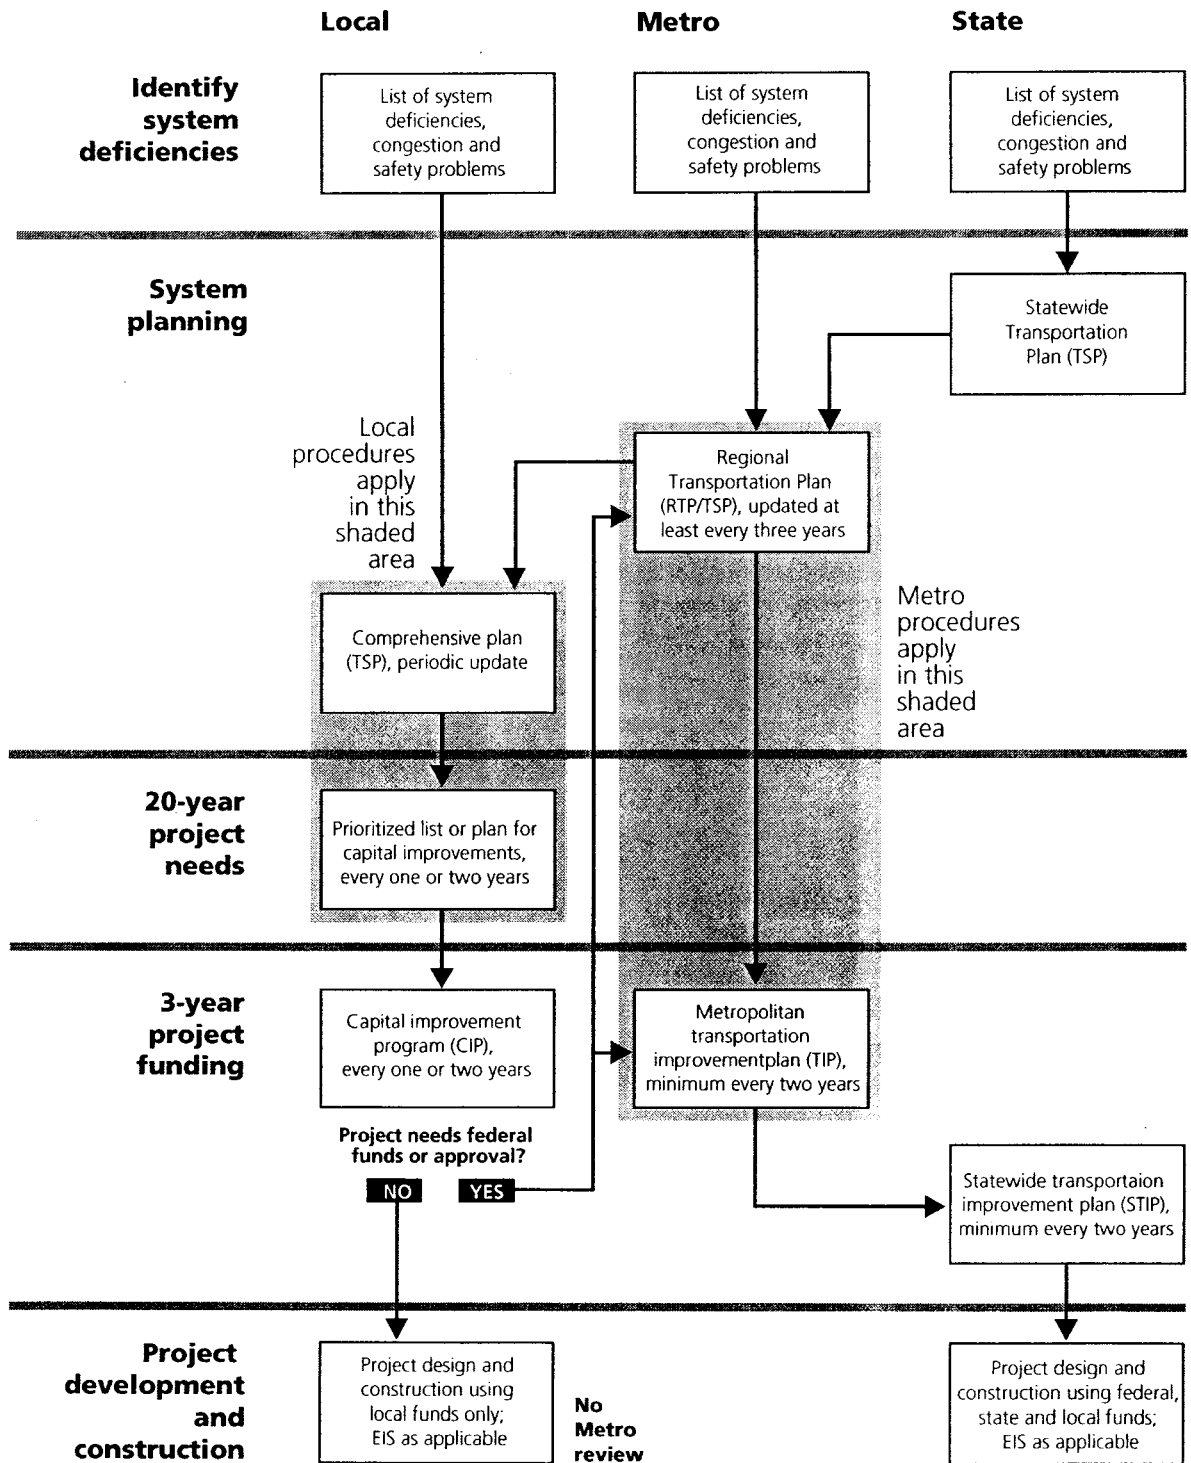 Local
Metro
State
Identify
system
deficiencies
List of system
deficiencies,
congestion and
safety problems
List of system
deficiencies,
congestion and
safety problems
List of system
deficiencies,
congestion and
safety problems
System
planning
Statewide
Transportation
Plan (TSP)
Local
procedures
apply
in this
shaded
area
Regional
Transportation Plan
(RTP/TSP), updated at
least every three years
Comprehensive plan
(TSP), periodic update
Metro
procedures
apply
in this
shaded
area
20-year
project
needs
Prioritized list or plan for
capital improvements,
every one or two years
3-year
project
funding
Capital improvement
program (CIP),
every one or two years
Metropolitan
transportation
improvementplan (TIP),
minimum every two years
Project needs federal
funds or approval?
NO
YES
Statewide transportaion
improvement plan (STIP),
minimum every two years
Project
development
and
construction
Project design and
construction using
local funds only;
EIS as applicable
No
Metro
review
Project design and
construction using federal,
state and local funds;
EIS as applicable